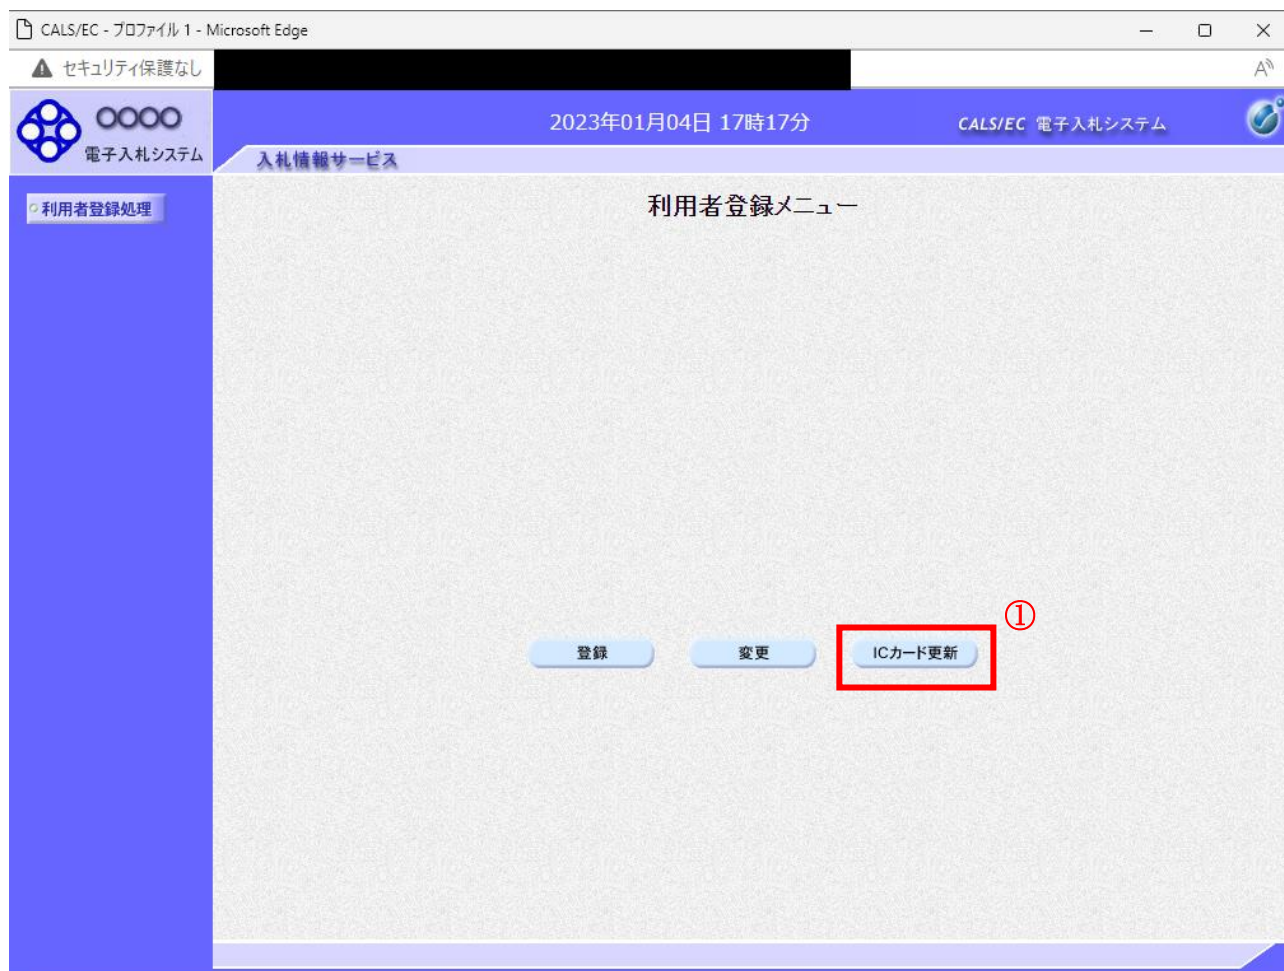 CALS/EC - プロファイル 1 - Microsoft Edge
セキュリティ保護なし
A
○○○○
電子入札システム
2023年01月04日 17時17分
CALS/EC 電子入札システム
入札情報サービス
利用者登録処理
利用者登録メニュー
①
登録 変更 ICカード更新